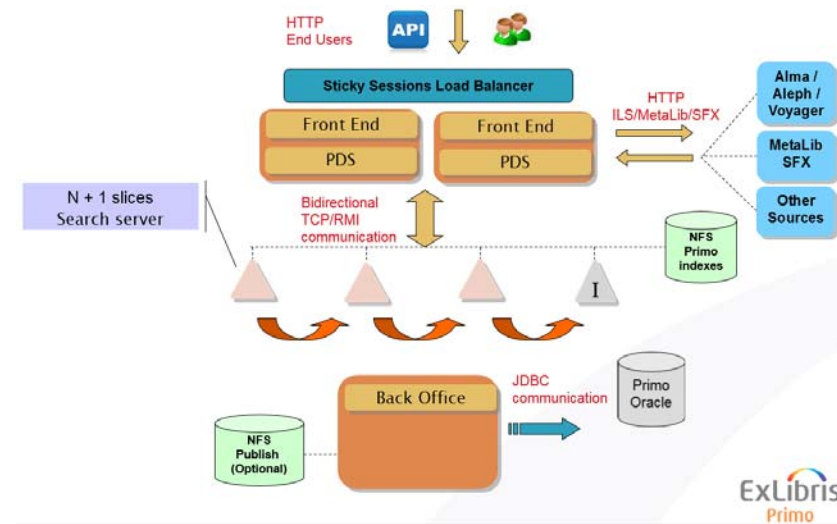 HTTP
End Users
API
Sticky Sessions Load Balancer
Front End
PDS
Front End
PDS
HTTP
ILS/MetaLib/SFX
Alma /
Aleph /
Voyager
MetaLib
SFX
Other
Sources
N + 1 slices
Search server
Bidirectional
TCP/RMI
communication
NFS
Primo
indexes
I
Back Office
JDBC
communication
Primo
Oracle
NFS
Publish
(Optional)
ExLibris
Primo